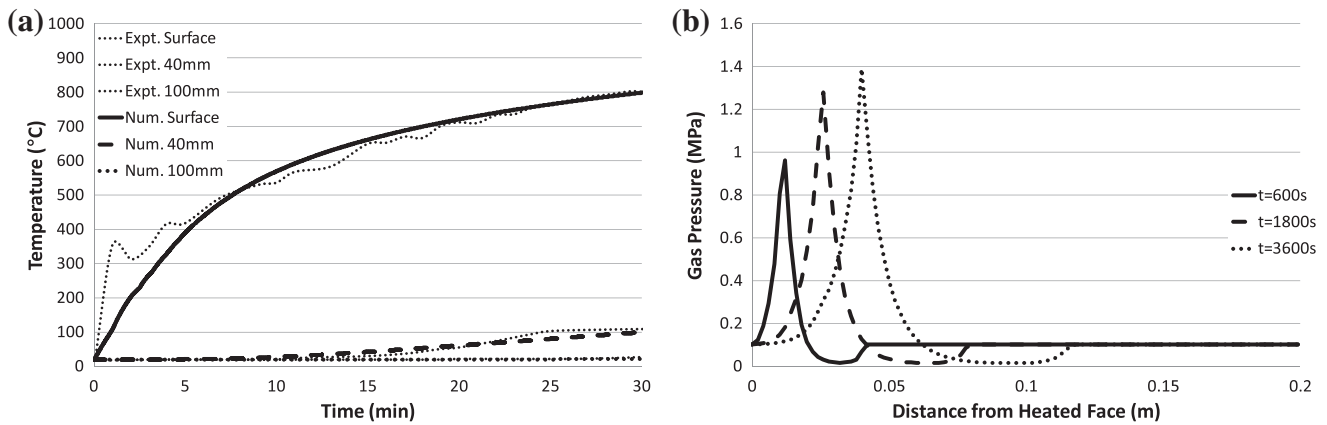 (a)
1000
900
800
700
600
500
400
300
200
100
0
Temperature (°C)
Expt. Surface
Expt. 40mm
Expt. 100mm
Num. Surface
Num. 40mm
Num. 100mm
0 5 10 15 20 25 30
Time (min)
(b)
1.6
1.4
1.2
1
0.8
0.6
0.4
0.2
0
Gas Pressure (MPa)
t=600s
t=1800s
t=3600s
0 0.05 0.1 0.15 0.2
Distance from Heated Face (m)